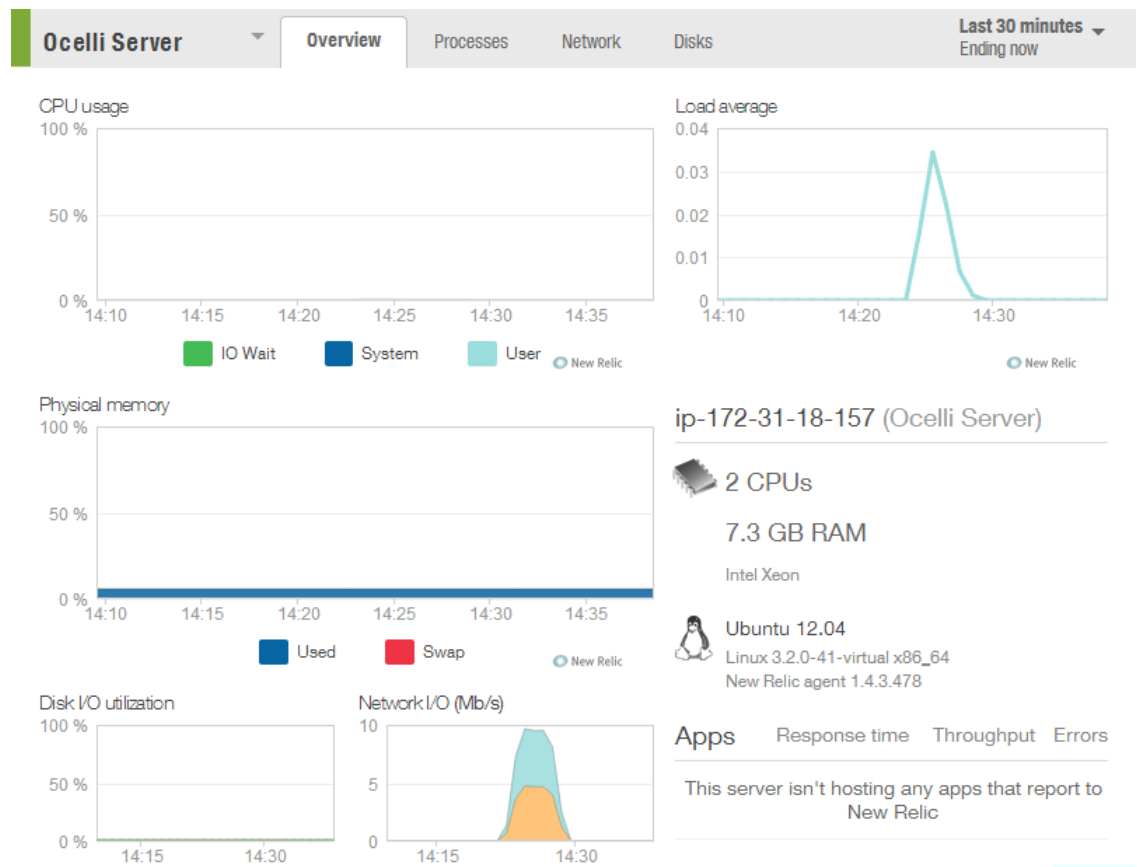 Ocelli Server
Overview
Processes
Network
Disks
Last 30 minutes
Ending now
CPU usage
100 %
50 %
0 %
14:10 14:15 14:20 14:25 14:30 14:35
IO Wait System User New Relic
Load average
0.04
0.03
0.02
0.01
0
14:10 14:20 14:30
New Relic
Physical memory
100 %
50 %
0 %
14:10 14:15 14:20 14:25 14:30 14:35
Used Swap New Relic
ip-172-31-18-157 (Ocelli Server)
2 CPUs
7.3 GB RAM
Intel Xeon
Ubuntu 12.04
Linux 3.2.0-41-virtual x86_64
New Relic agent 1.4.3.478
Disk I/O utilization
100 %
50 %
0 %
14:15 14:30
Network I/O (Mb/s)
10
5
0
14:15 14:30
Apps Response time Throughput Errors
This server isn't hosting any apps that report to
New Relic